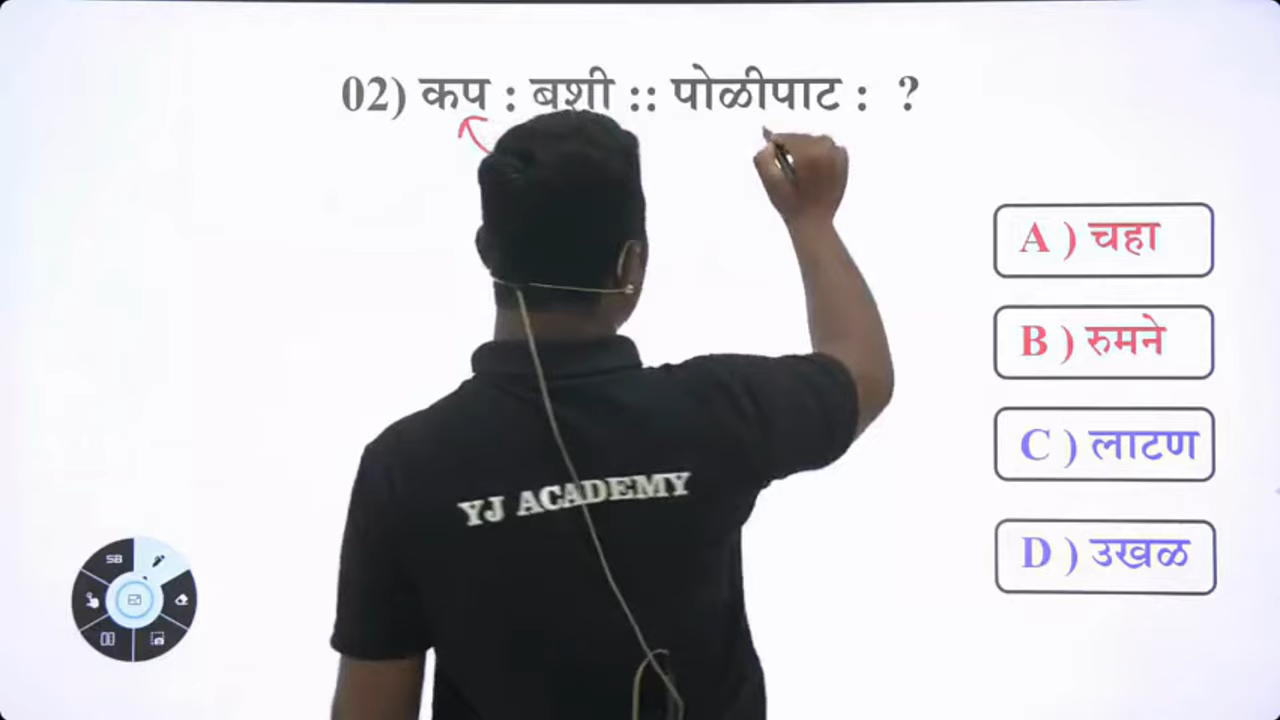 02) कप : बशी :: पोळीपाट : ?
A ) चहा
B ) रुमने
C ) लाटण
D ) उखळ
YJ ACADEMY
SB